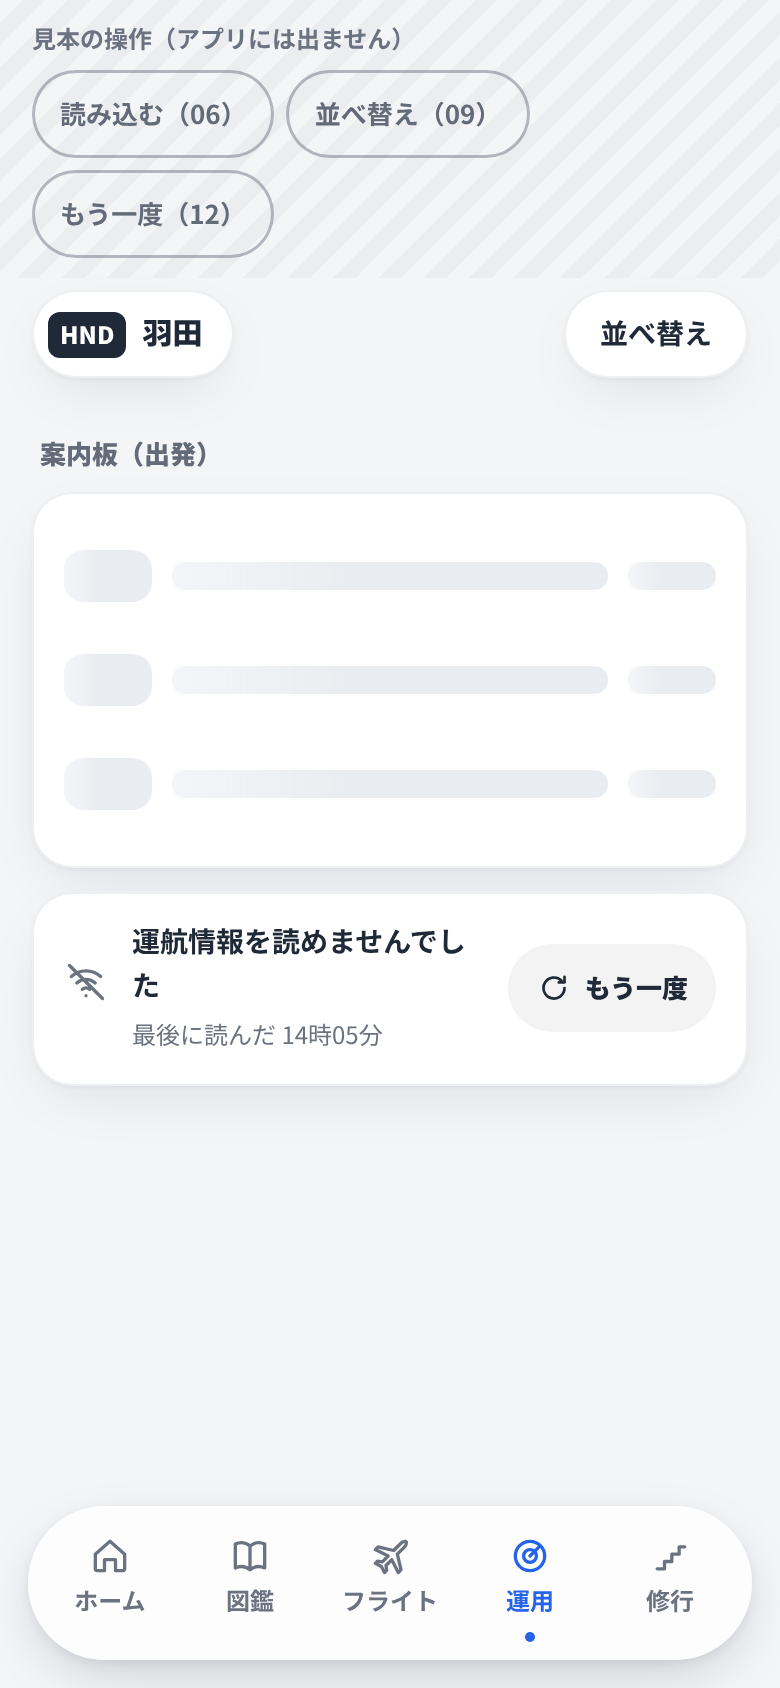 見本の操作（アプリには出ません）
読み込む（06）
並べ替え（09）
もう一度（12）
HND 羽田
並べ替え
案内板（出発）
運航情報を読めませんでし
た
最後に読んだ 14時05分
もう一度
ホーム
図鑑
フライト
運用
修行